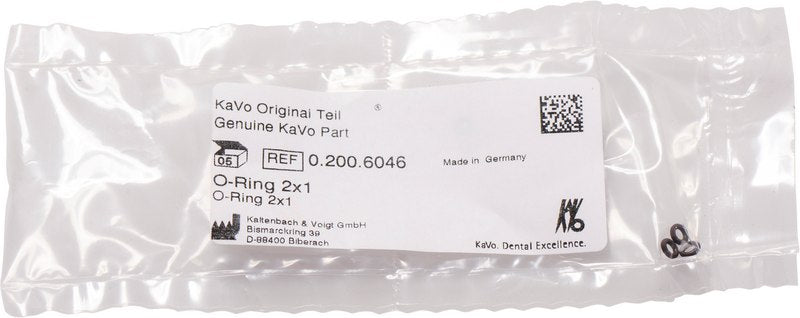 KaVo Original Teil
Genuine KaVo Part
05 REF 0.200.6046 Made in Germany
O-Ring 2x1
O-Ring 2x1
Kaltenbach & Voigt GmbH
Bismarckring 39
D-88400 Biberach
KAVO
KaVo. Dental Excellence.